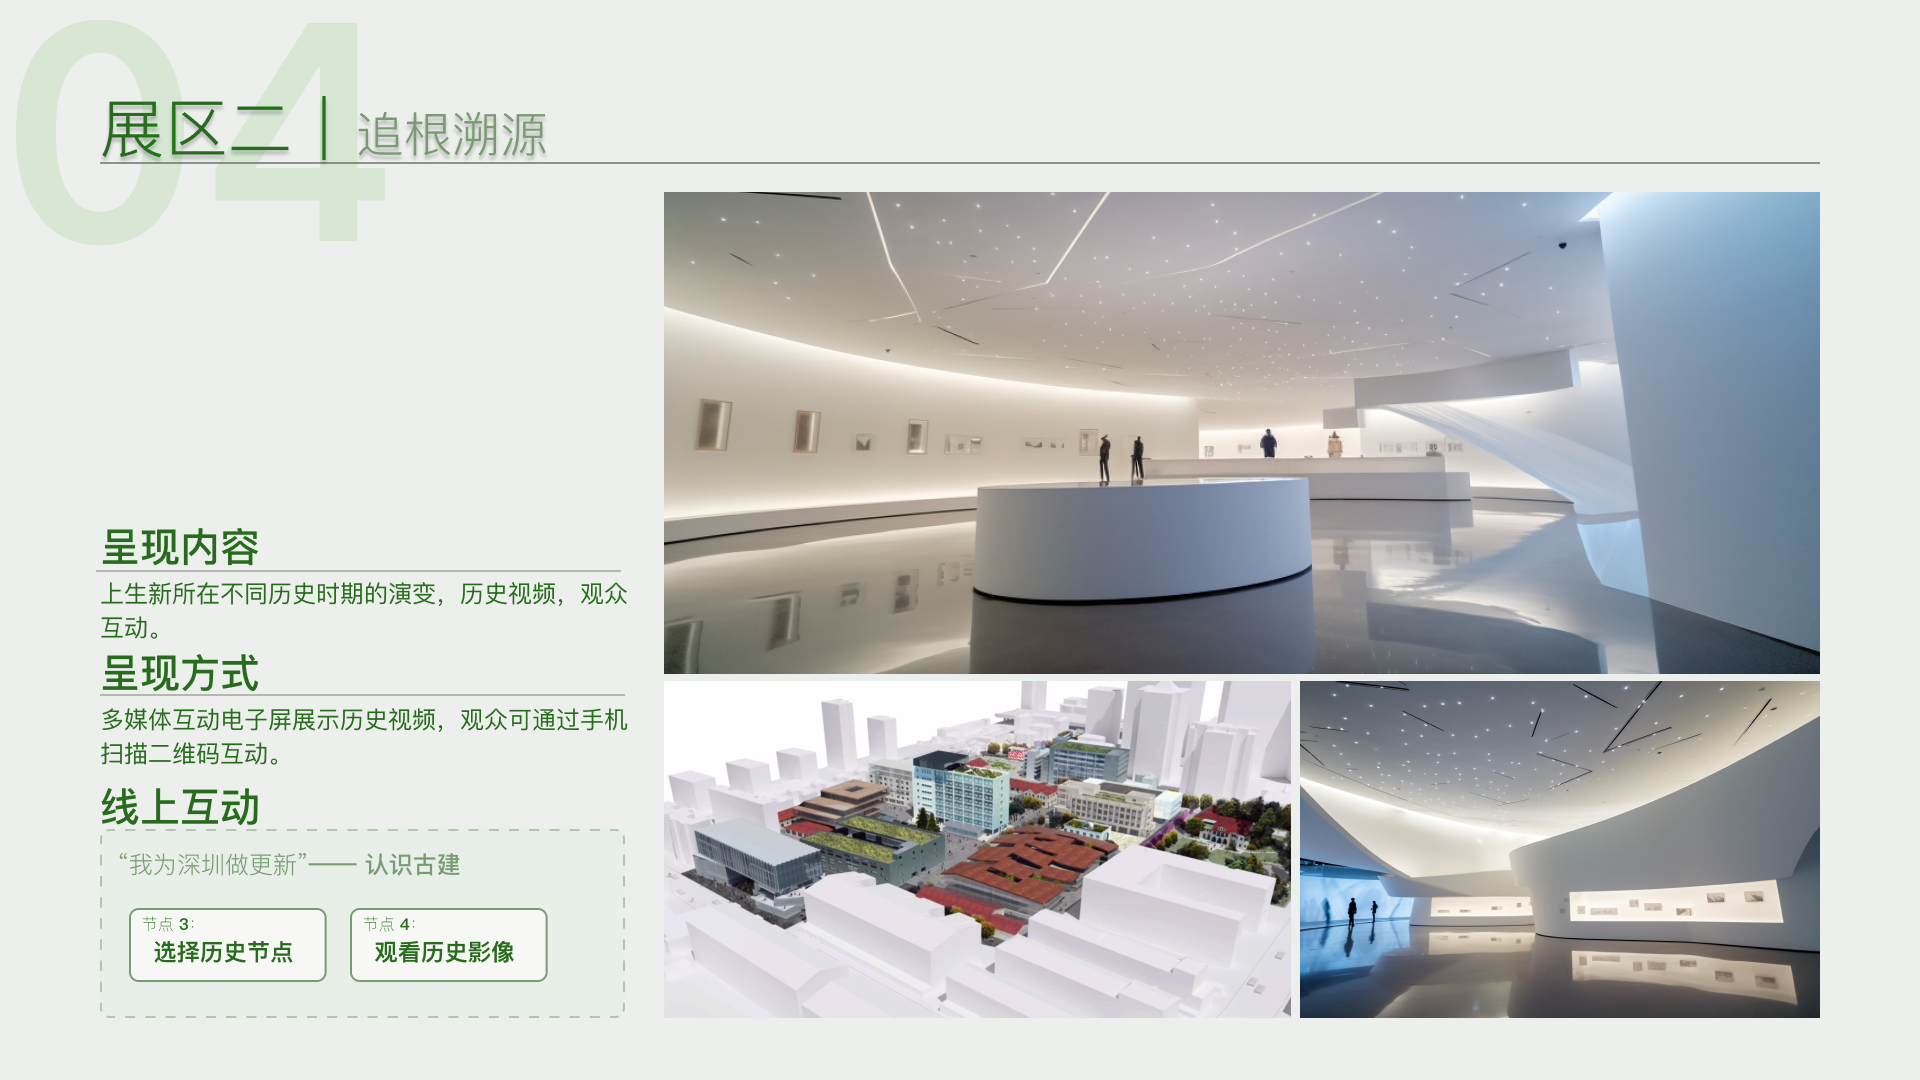 04
展区二 | 追根溯源
呈现内容
上生新所在不同历史时期的演变，历史视频，观众
互动。
呈现方式
多媒体互动电子屏展示历史视频，观众可通过手机
扫描二维码互动。
线上互动
“我为深圳做更新”—— 认识古建
节点 3:
选择历史节点
节点 4:
观看历史影像